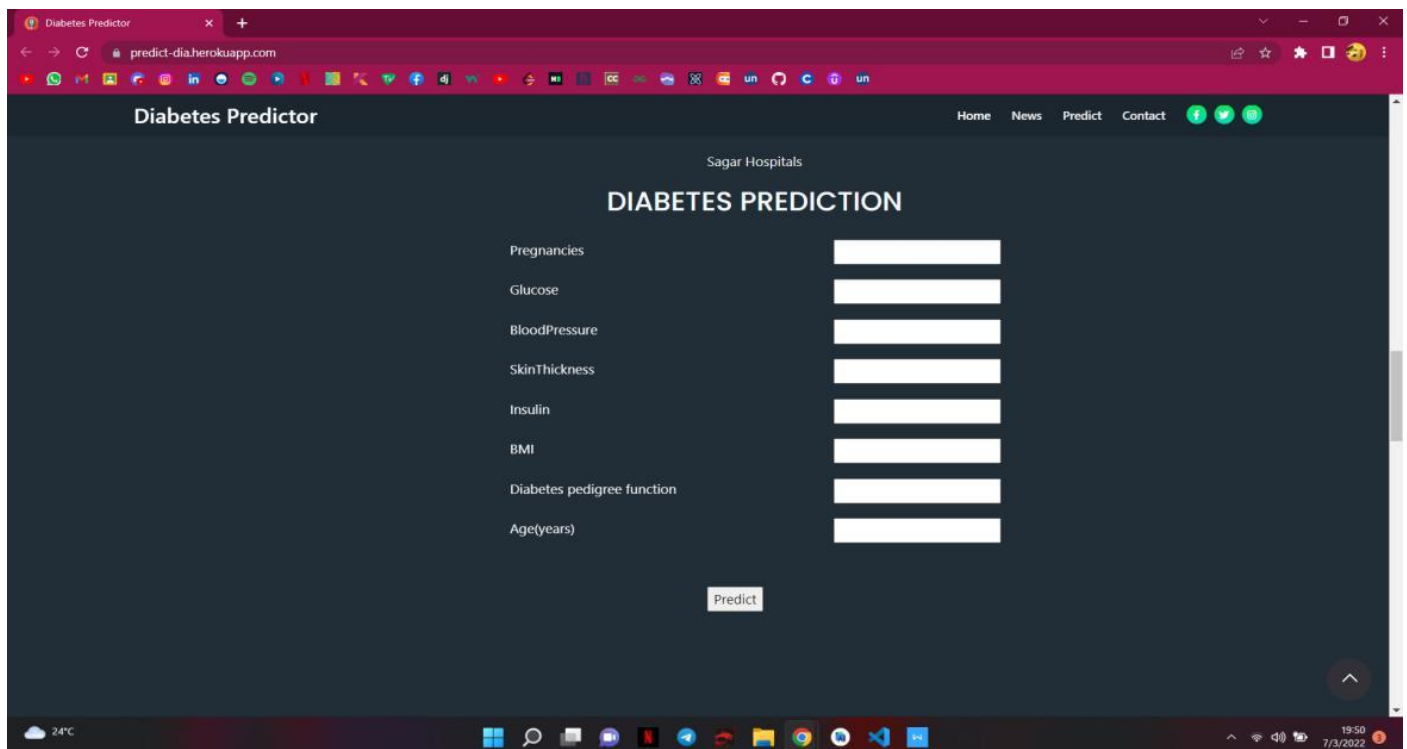 Diabetes Predictor
predict-dia.herokuapp.com
Diabetes Predictor
Home News Predict Contact
Sagar Hospitals
DIABETES PREDICTION
Pregnancies
Glucose
BloodPressure
SkinThickness
Insulin
BMI
Diabetes pedigree function
Age(years)
Predict
24°C
19:50
7/3/2022